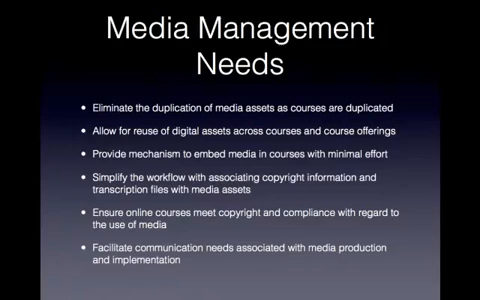 Media Management
Needs
• Eliminate the duplication of media assets as courses are duplicated
• Allow for reuse of digital assets across courses and course offerings
• Provide mechanism to embed media in courses with minimal effort
• Simplify the workflow with associating copyright information and
transcription files with media assets
• Ensure online courses meet copyright and compliance with regard to
the use of media
• Facilitate communication needs associated with media production
and implementation